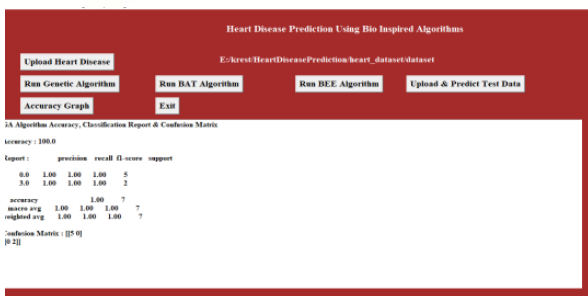 Heart Disease Prediction Using Bio Inspired Algorithms
Upload Heart Disease E:/krest/HeartDiseasePrediction/heart_dataset/dataset
Run Genetic Algorithm Run BAT Algorithm Run BEE Algorithm Upload & Predict Test Data
Accuracy Graph Exit
GA Algorithm Accuracy, Classification Report & Confusion Matrix
Accuracy : 100.0
Report : precision recall f1-score support
0.0 1.00 1.00 1.00 5
3.0 1.00 1.00 1.00 2
accuracy 1.00 7
macro avg 1.00 1.00 1.00 7
weighted avg 1.00 1.00 1.00 7
Confusion Matrix : [[5 0]
[0 2]]